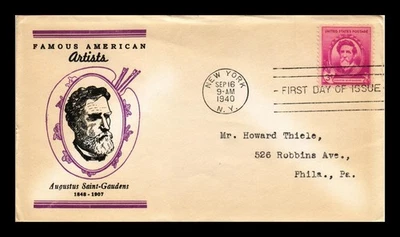 FAMOUS AMERICAN
Artists
Augustus Saint-Gaudens
1848 - 1907
NEW YORK
SEP 16
9-AM
1940
N.Y.
UNITED STATES POSTAGE
FIRST DAY OF ISSUE
Mr. Howard Thiele,
526 Robbins Ave.,
Phila., Pa.